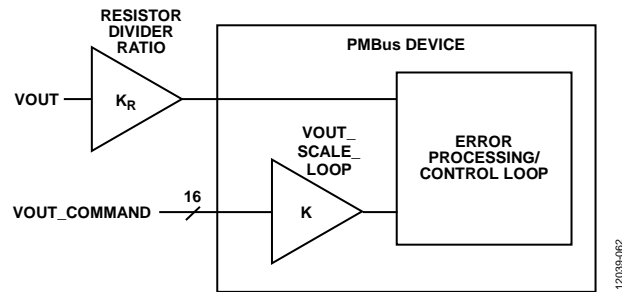 RESISTOR
DIVIDER
RATIO
PMBus DEVICE
VOUT
KR
VOUT_
SCALE_
LOOP
ERROR
PROCESSING/
CONTROL LOOP
16
VOUT_COMMAND
K
12039-062